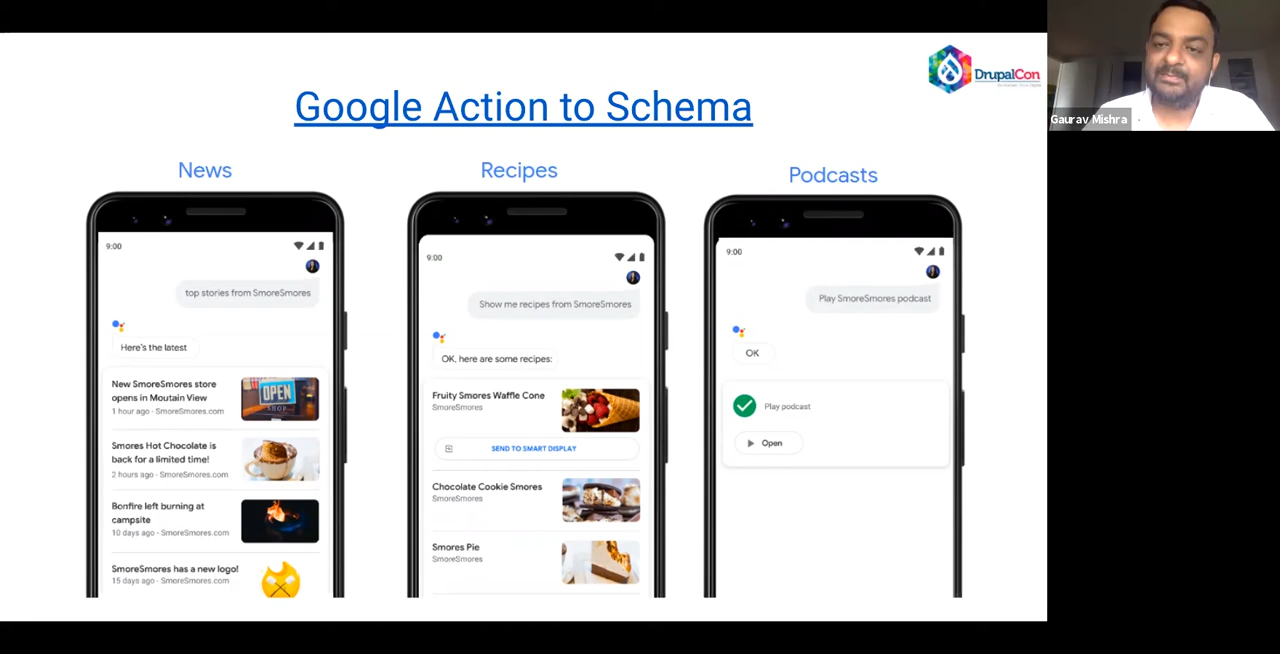 DrupalCon
Gaurav Mishra
Google Action to Schema
News
Recipes
Podcasts
9:00
top stories from SmoreSmores
Here's the latest
New SmoreSmores store
opens in Moutain View
1 hour ago · SmoreSmores.com
OPEN
SHOP
Smores Hot Chocolate is
back for a limited time!
2 hours ago · SmoreSmores.com
Bonfire left burning at
campsite
10 days ago · SmoreSmores.com
SmoreSmores has a new logo!
15 days ago · SmoreSmores.com
9:00
Show me recipes from SmoreSmores
OK, here are some recipes:
Fruity Smores Waffle Cone
SmoreSmores
SEND TO SMART DISPLAY
Chocolate Cookie Smores
SmoreSmores
Smores Pie
SmoreSmores
9:00
Play SmoreSmores podcast
OK
Play podcast
Open